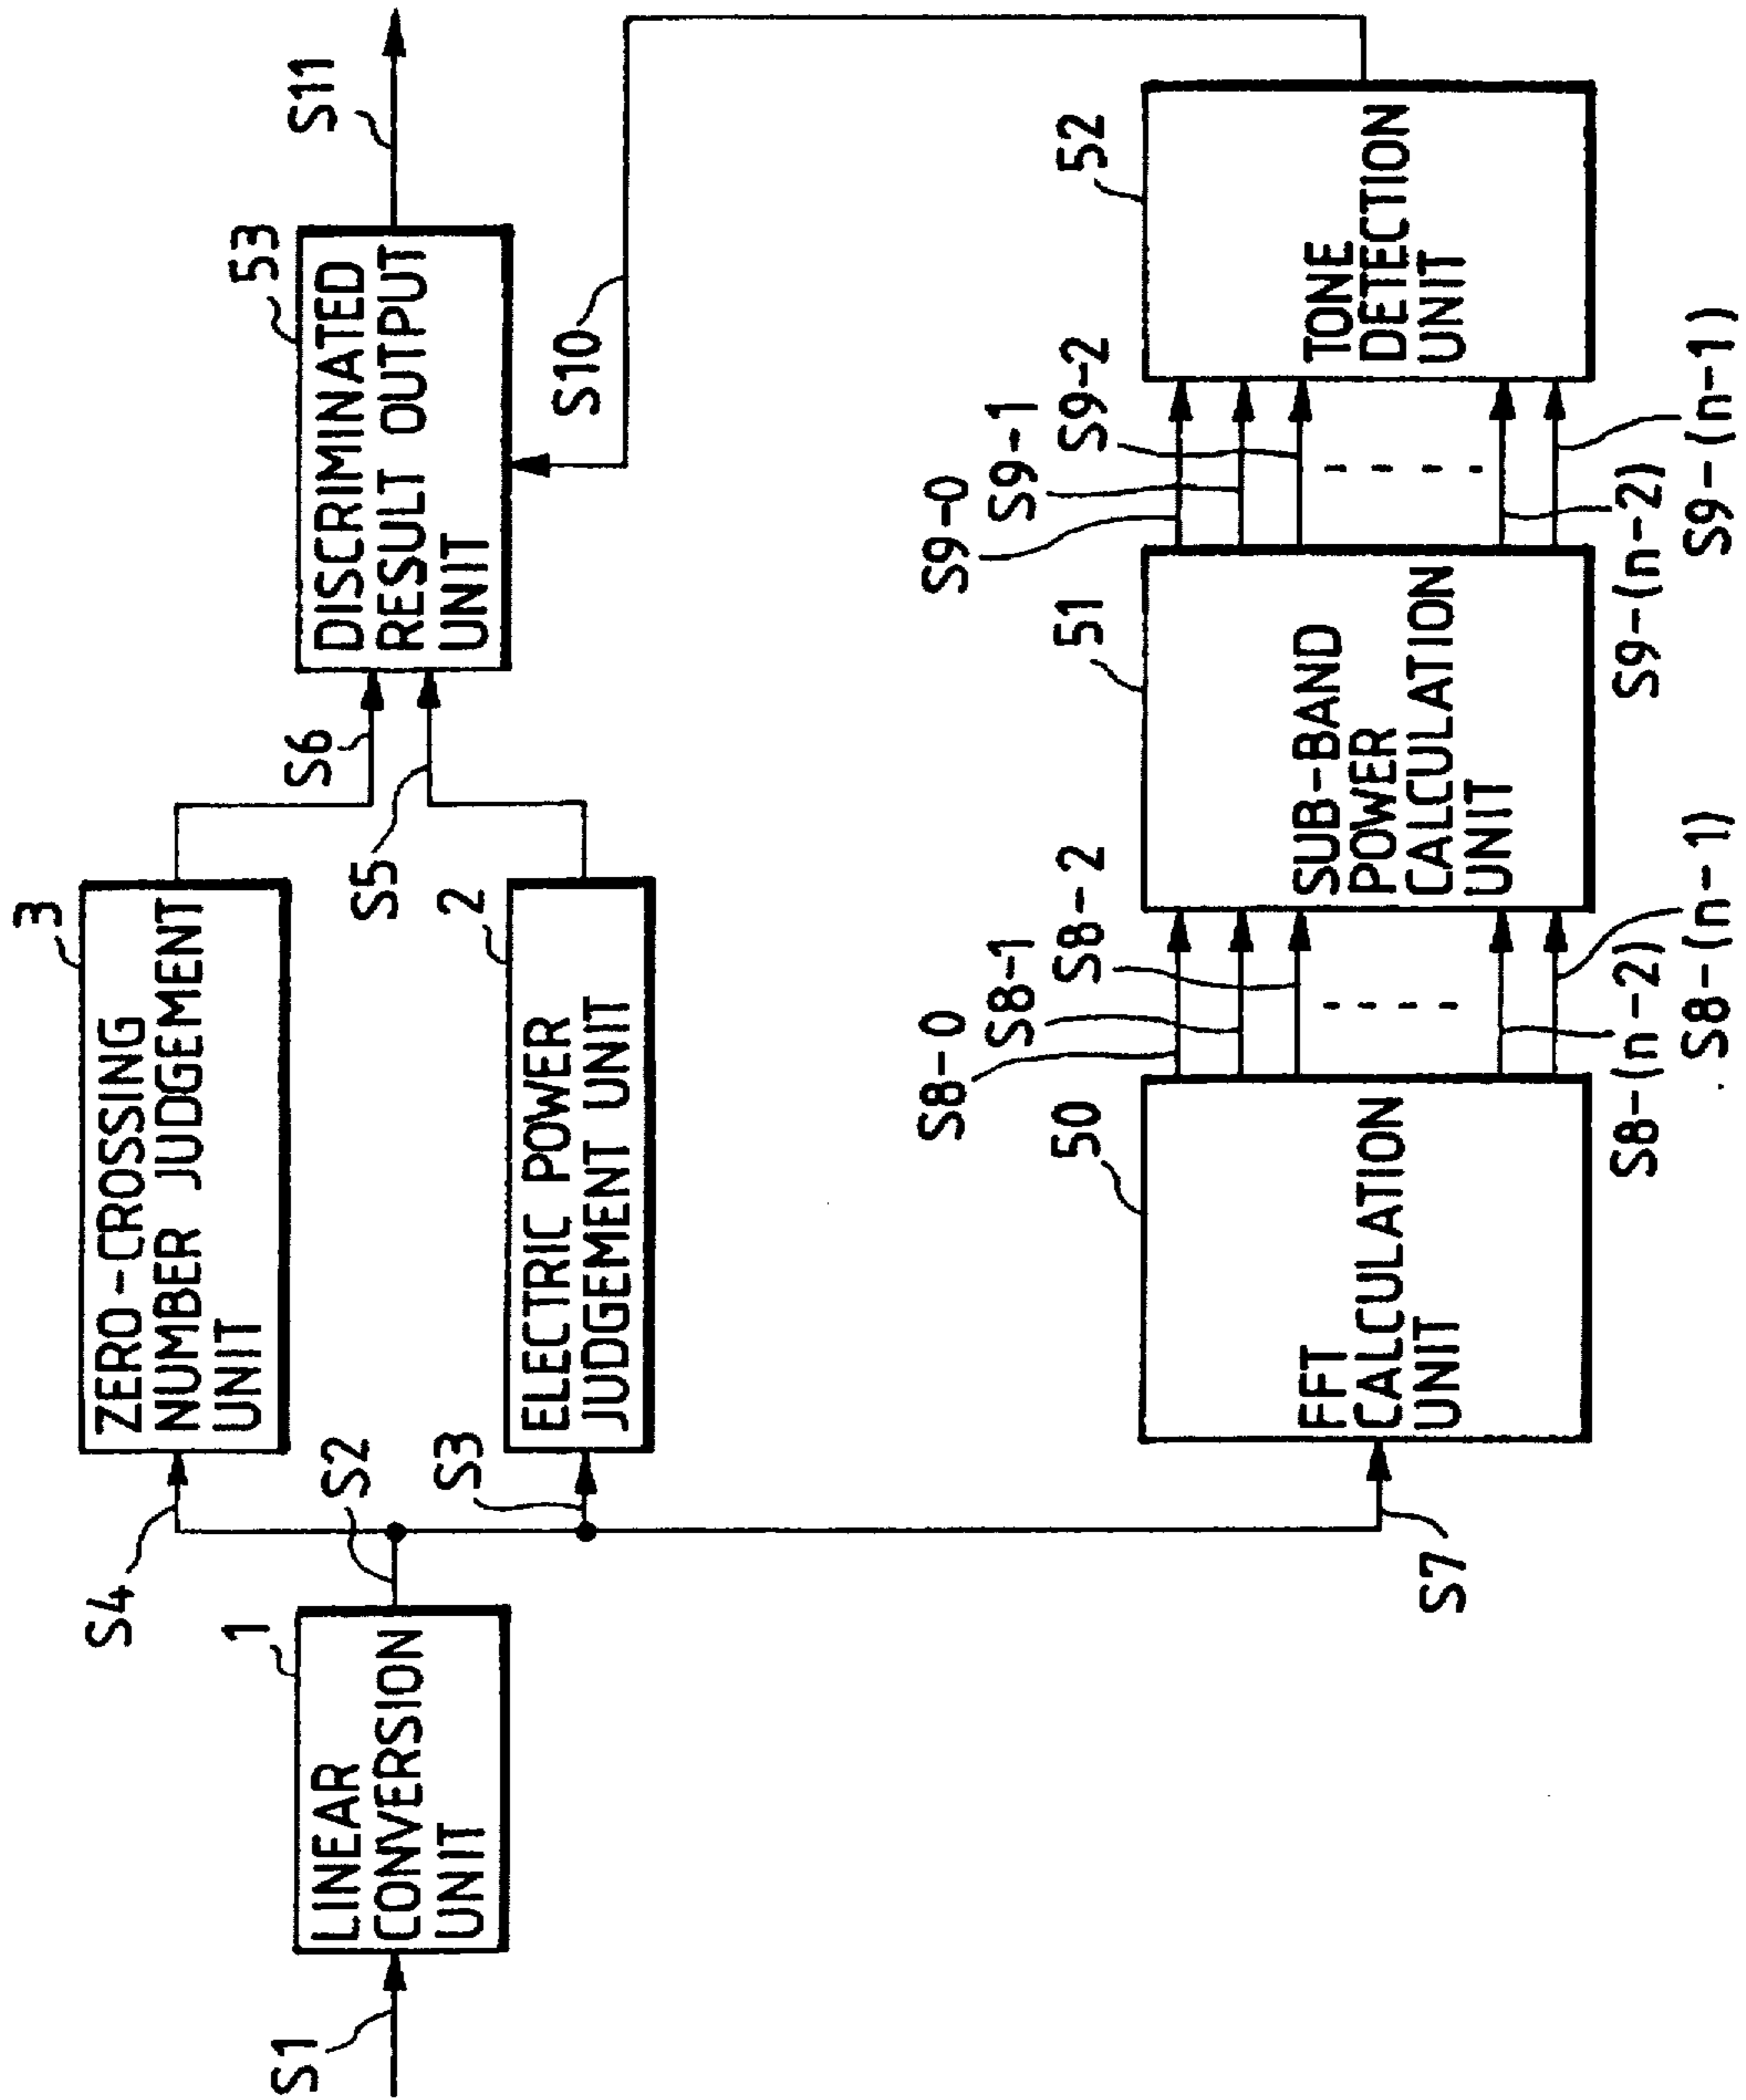 S1
1
LINEAR
CONVERSION
UNIT
S2
S4
3
ZERO-CROSSING
NUMBER JUDGEMENT
UNIT
S3
2
ELECTRIC POWER
JUDGEMENT UNIT
S6
S5
53
DISCRIMINATED
RESULT OUTPUT
UNIT
S11
S10
S7
50
FFT
CALCULATION
UNIT
S8-0
S8-1
S8-2
S8-(n-2)
S8-(n-1)
51
SUB-BAND
POWER
CALCULATION
UNIT
S9-0
S9-1
S9-2
S9-(n-2)
S9-(n-1)
52
TONE
DETECTION
UNIT